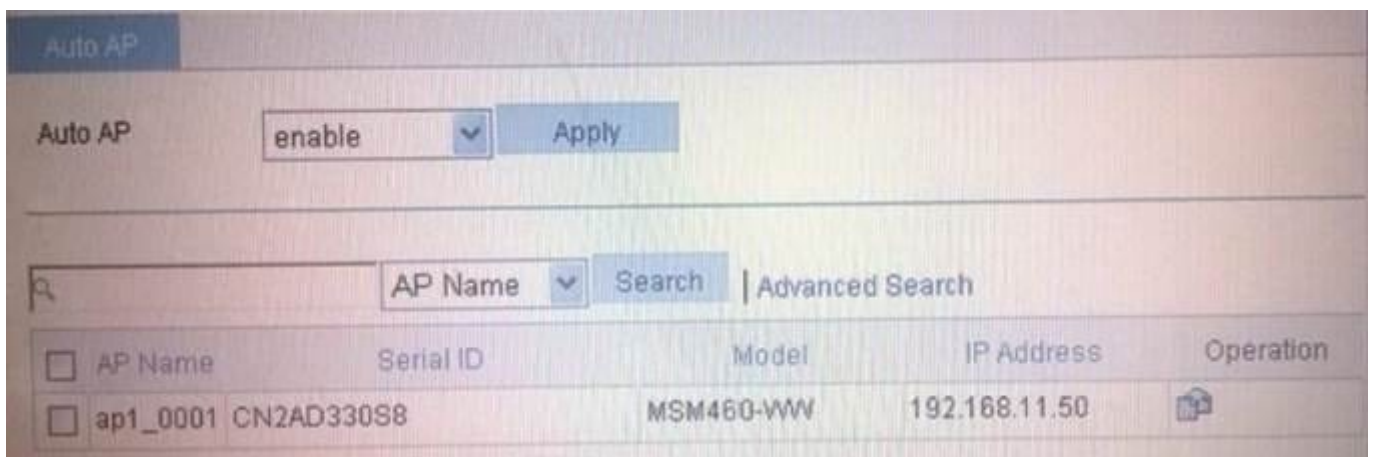 Auto AP
Auto AP enable Apply
AP Name Search | Advanced Search
AP Name Serial ID Model IP Address Operation
ap1_0001 CN2AD330S8 MSM460-WW 192.168.11.50